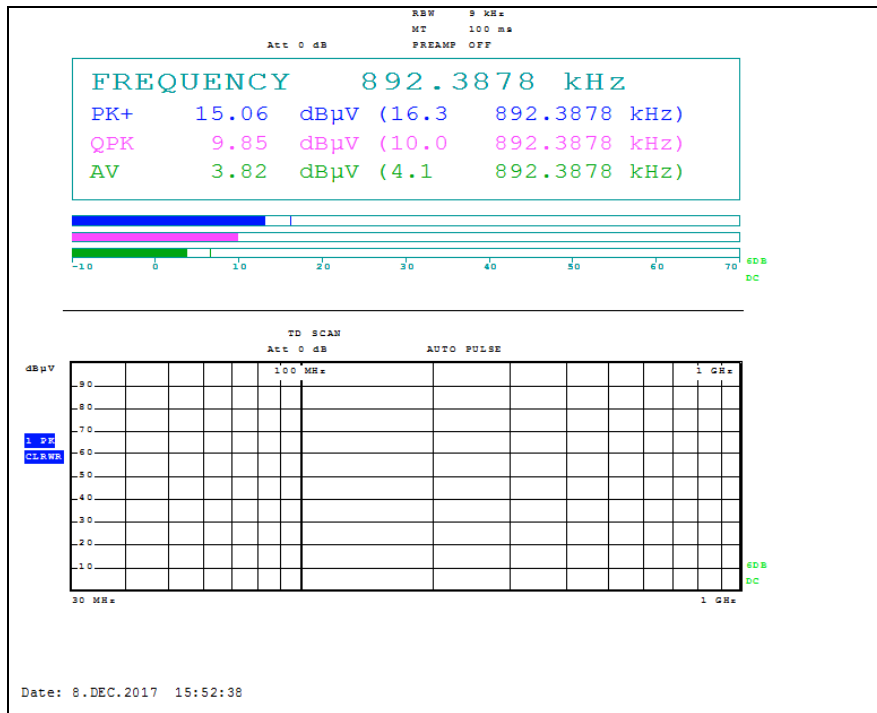 RBW 9 kHz
MT 100 ms
Att 0 dB PREAMP OFF
FREQUENCY 892.3878 kHz
PK+ 15.06 dBµV (16.3 892.3878 kHz)
QPK 9.85 dBµV (10.0 892.3878 kHz)
AV 3.82 dBµV (4.1 892.3878 kHz)
-10 0 10 20 30 40 50 60 70 6DB
DC
TD SCAN
Att 0 dB AUTO PULSE
dBµV 100 MHz 1 GHz
90
80
70
1 PK
CLRWR 60
50
40
30
20
10 6DB
DC
30 MHz 1 GHz
Date: 8.DEC.2017 15:52:38